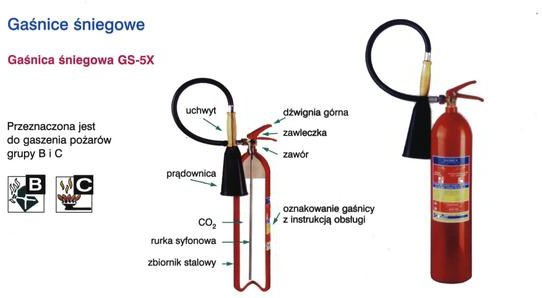 Gaśnice śniegowe
Gaśnica śniegowa GS-5X
Przeznaczona jest
do gaszenia pożarów
grupy B i C
B
C
uchwyt
prądownica
CO₂
rurka syfonowa
zbiornik stalowy
dźwignia górna
zawleczka
zawór
oznakowanie gaśnicy
z instrukcją obsługi